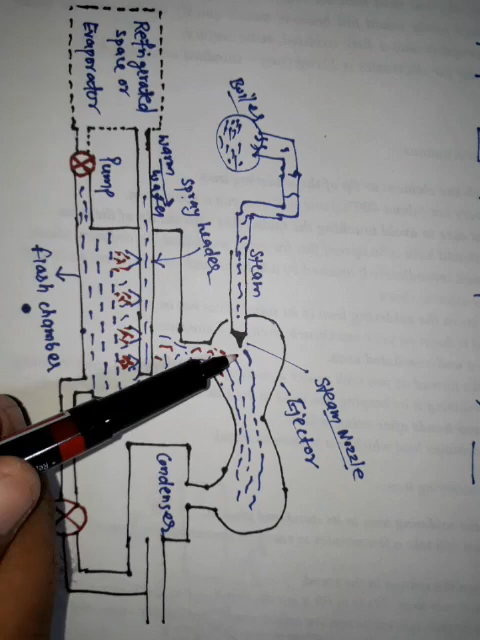 Boiler
Steam
Steam Nozzle
Ejector
Refrigerated
space or
Evaporator
warm
water
spray header
Pump
flash chamber
Condenser